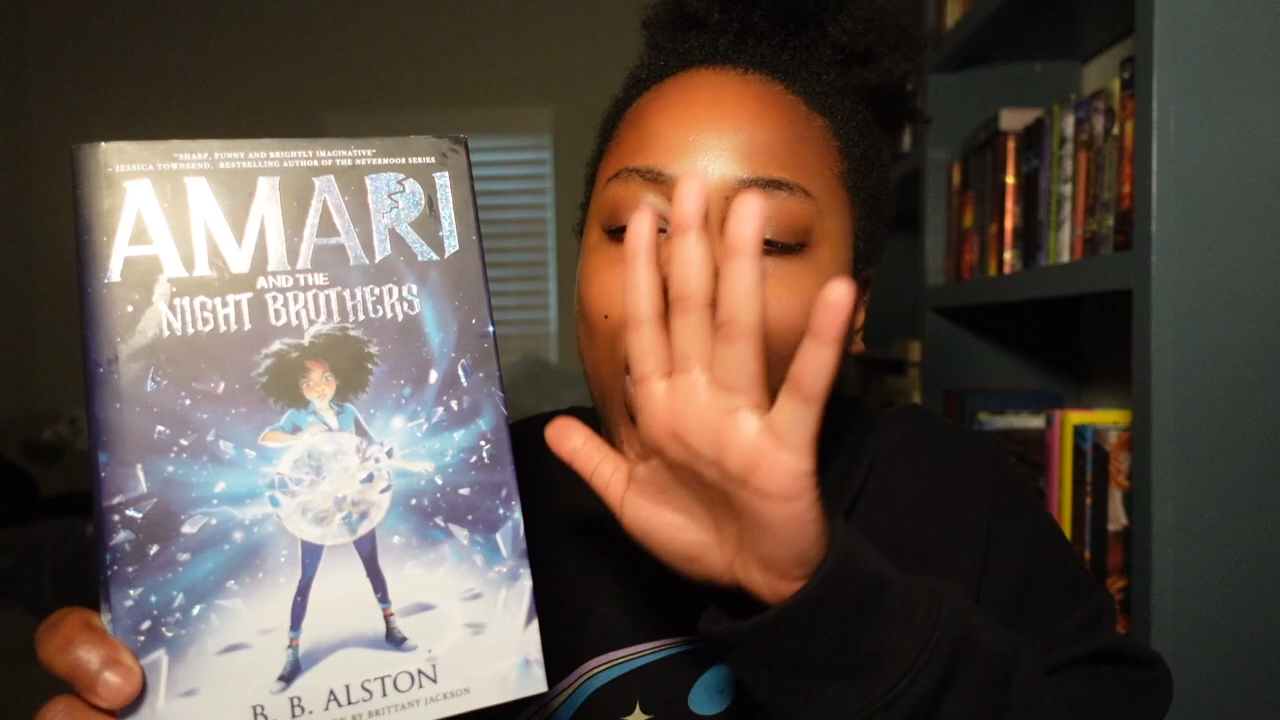 "SHARP, FUNNY AND BRIGHTLY IMAGINATIVE"
- JESSICA TOWNSEND, BESTSELLING AUTHOR OF THE NEVERMOOR SERIES
AMARI
AND THE
NIGHT BROTHERS
B. B. ALSTON
BY BRITTANY JACKSON